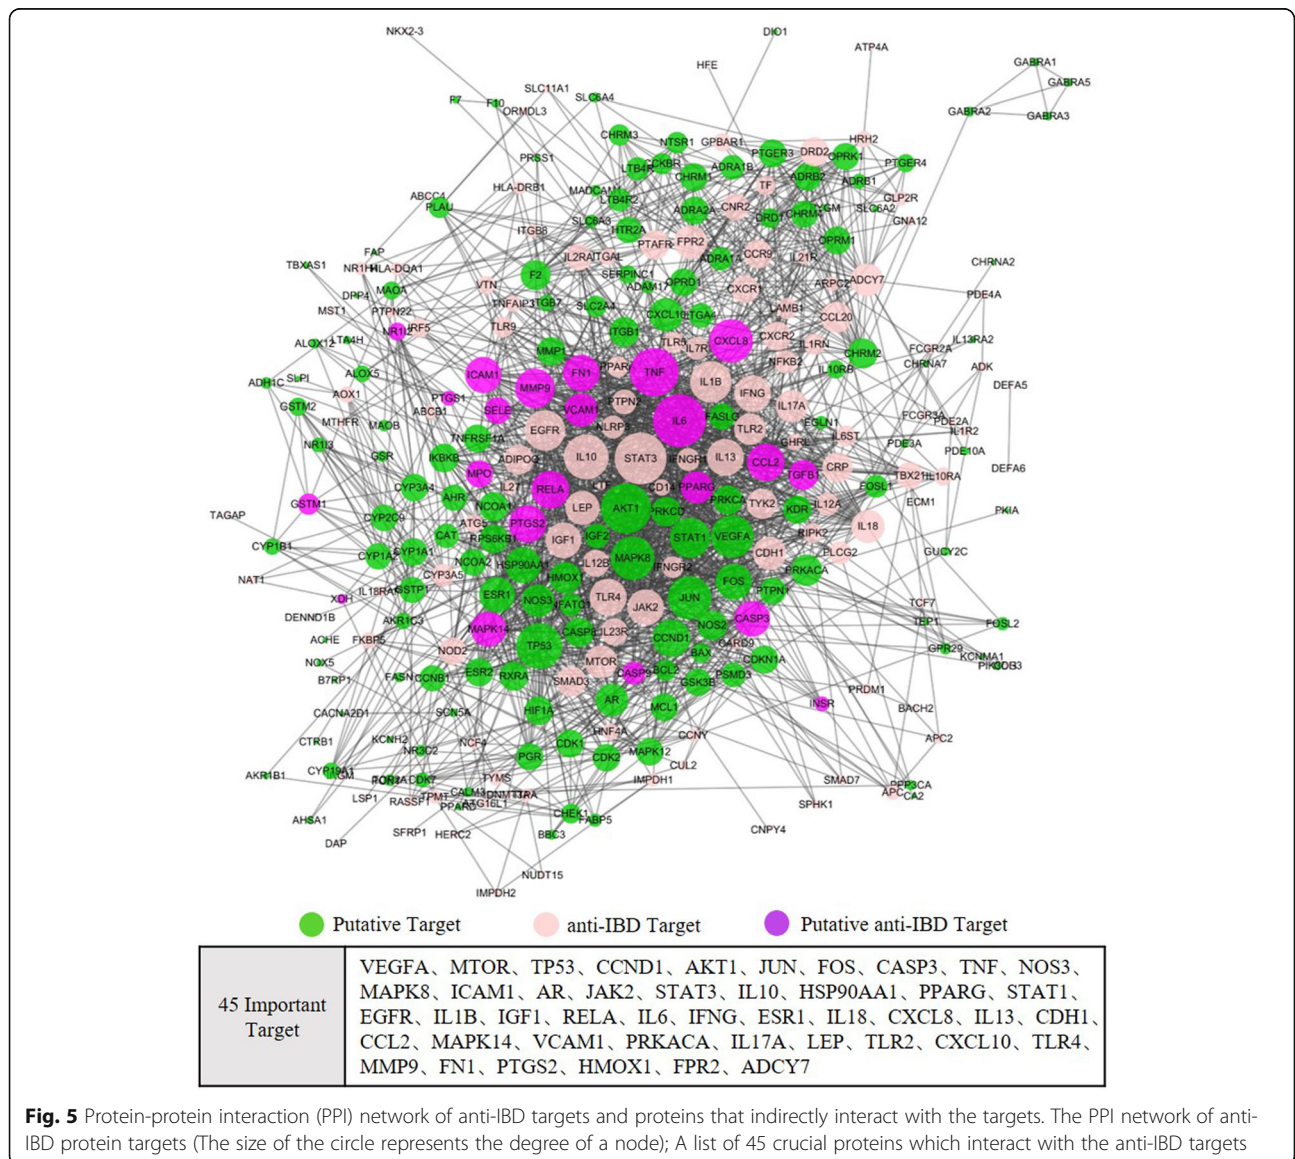 NKX2-3
DIO1
ATP4A
HFE
GABRA1
GABRA5
GABRA2
GABRA3
SLC11A1
F7
F10
ORMDL3
SLC6A4
CHRM3
NTSR1
GPBAR1
HRH2
PTGER3
DRD2
OPRK1
PTGER4
PRSS1
LTB4R
CCKBR
ADRA1B
CHRM1
ADRB2
ADRB1
HLA-DRB1
MADCAM1
TF
ABCC4
PLAU
LTB4R2
ADRA2A
CNR2
DRD1
CHRM4
SLC6A2
GLP2R
GNA12
SLC6A3
HTR2A
ITGB8
PTAFR
FPR2
OPRM1
FAP
IL2RA
ITGAL
ADRA1A
CCR9
IL21R
TBXAS1
NR1H4
HLA-DQA1
SERPINC1
CHRNA2
F2
ADAM17
OPRD1
CXCR1
ARPC2
ADCY7
DPP4
MAOA
VTN
PDE4A
MST1
PTPN22
TNFAIP3
ITGB7
SLC2A4
CXCL10
ITGA4
LAMB1
CCL20
NR1I2
IRF5
TLR9
ITGB1
CXCL8
CXCR2
IL1RN
ALOX12
LTA4H
MMP1
TLR5
IL7R
NFKB2
CHRM2
FCGR2A
IL13RA2
CHRNA7
ADK
ADH1C
SLPI
ALOX5
ICAM1
MMP9
FN1
PPARA
TNF
IL1B
IL10RB
DEFA5
GSTM2
AOX1
PTGS1
PTPN2
IFNG
IL17A
MTHFR
ABCB1
SELE
VCAM1
IL6
FASLG
EGLN1
FCGR3A
PDE2A
MAOB
EGFR
NLRP3
TLR2
IL6ST
IL1R2
NR1I3
TNFRSF1A
GHRL
PDE3A
PDE10A
GSR
IKBKB
ADIPOQ
IL10
STAT3
IFNGR1
IL13
CCL2
CRP
DEFA6
MPO
TGFB1
TBX21
IL10RA
CYP3A4
IL27
RELA
LTF
CD14
PPARG
FOSL1
GSTM1
AHR
NCOA1
LEP
AKT1
PRKCD
PRKCA
TYK2
KDR
IL12A
ECM1
TAGAP
CYP2C9
ATG5
PTGS2
IL18
PKIA
CAT
RPS6KB1
IGF1
IGF2
STAT1
VEGFA
RIPK2
CYP1B1
CYP1A2
CYP1A1
NCOA2
HSP90AA1
IL12B
MAPK8
IFNGR2
CDH1
PLCG2
GUCY2C
NAT1
CYP3A5
HMOX1
FOS
PRKACA
XDH
IL18RAP
GSTP1
ESR1
NOS3
NFATC1
TLR4
JAK2
JUN
PTPN1
TCF7
DENND1B
AKR1C3
MAPK14
CASP8
IL23R
CCND1
NOS2
CASP3
TEP1
FOSL2
ACHE
FKBP5
NOD2
TP53
BAX
CARD9
GPR29
KCNMA1
NOX5
MTOR
CDKN1A
B7RP1
FASN
CCNB1
ESR2
RXRA
SMAD3
CASP9
BCL2
GSK3B
PSMD3
PRDM1
CACNA2D1
SCN5A
HIF1A
AR
MCL1
INSR
BACH2
CTRB1
KCNH2
NR3C2
NCF4
HNF4A
CCNY
APC2
CDK1
PGR
CDK2
MAPK12
CUL2
AKR1B1
CYP19A1
CDK7
TYMS
IMPDH1
SMAD7
PPP3CA
LSP1
RASSF1
TPMT
CALM3
APC
CA2
PPARD
ATG16L1
SPHK1
AHSA1
SFRP1
HERC2
CHEK1
FABP5
BBC3
CNPY4
DAP
NUDT15
IMPDH2
Putative Target
anti-IBD Target
Putative anti-IBD Target
45 Important
Target
VEGFA、MTOR、TP53、CCND1、AKT1、JUN、FOS、CASP3、TNF、NOS3、
MAPK8、ICAM1、AR、JAK2、STAT3、IL10、HSP90AA1、PPARG、STAT1、
EGFR、IL1B、IGF1、RELA、IL6、IFNG、ESR1、IL18、CXCL8、IL13、CDH1、
CCL2、MAPK14、VCAM1、PRKACA、IL17A、LEP、TLR2、CXCL10、TLR4、
MMP9、FN1、PTGS2、HMOX1、FPR2、ADCY7
Fig. 5 Protein-protein interaction (PPI) network of anti-IBD targets and proteins that indirectly interact with the targets. The PPI network of anti-
IBD protein targets (The size of the circle represents the degree of a node); A list of 45 crucial proteins which interact with the anti-IBD targets